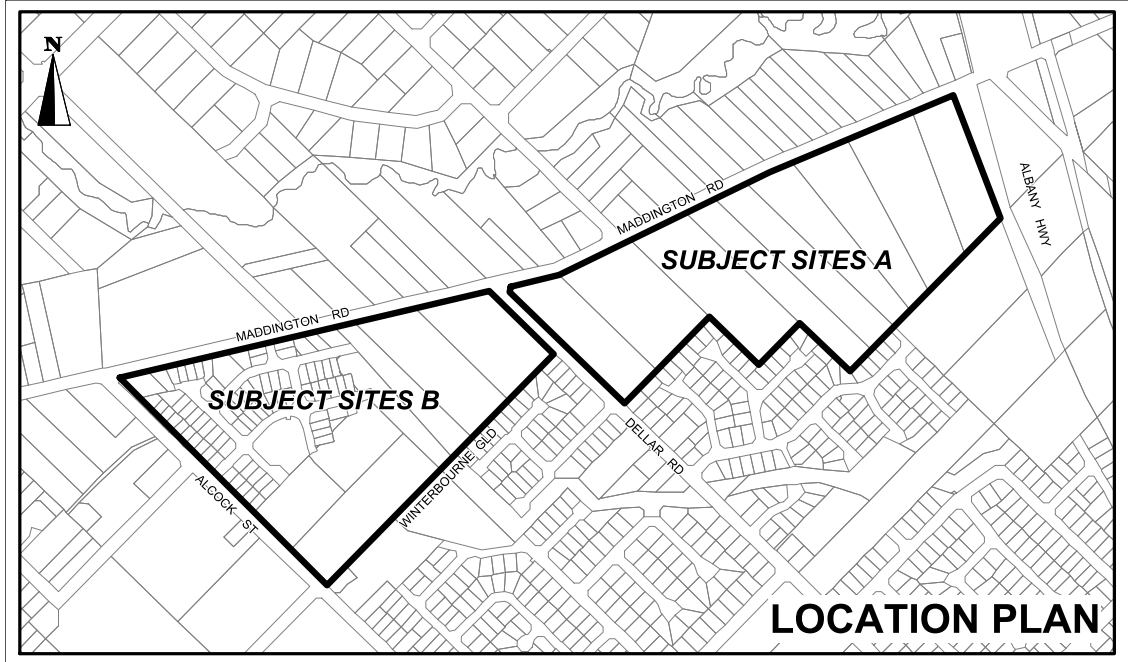 N
MADDINGTON RD
ALBANY HWY
SUBJECT SITES A
MADDINGTON RD
SUBJECT SITES B
DELLAR RD
WINTERBOURNE GLD
ALCOCK ST
LOCATION PLAN